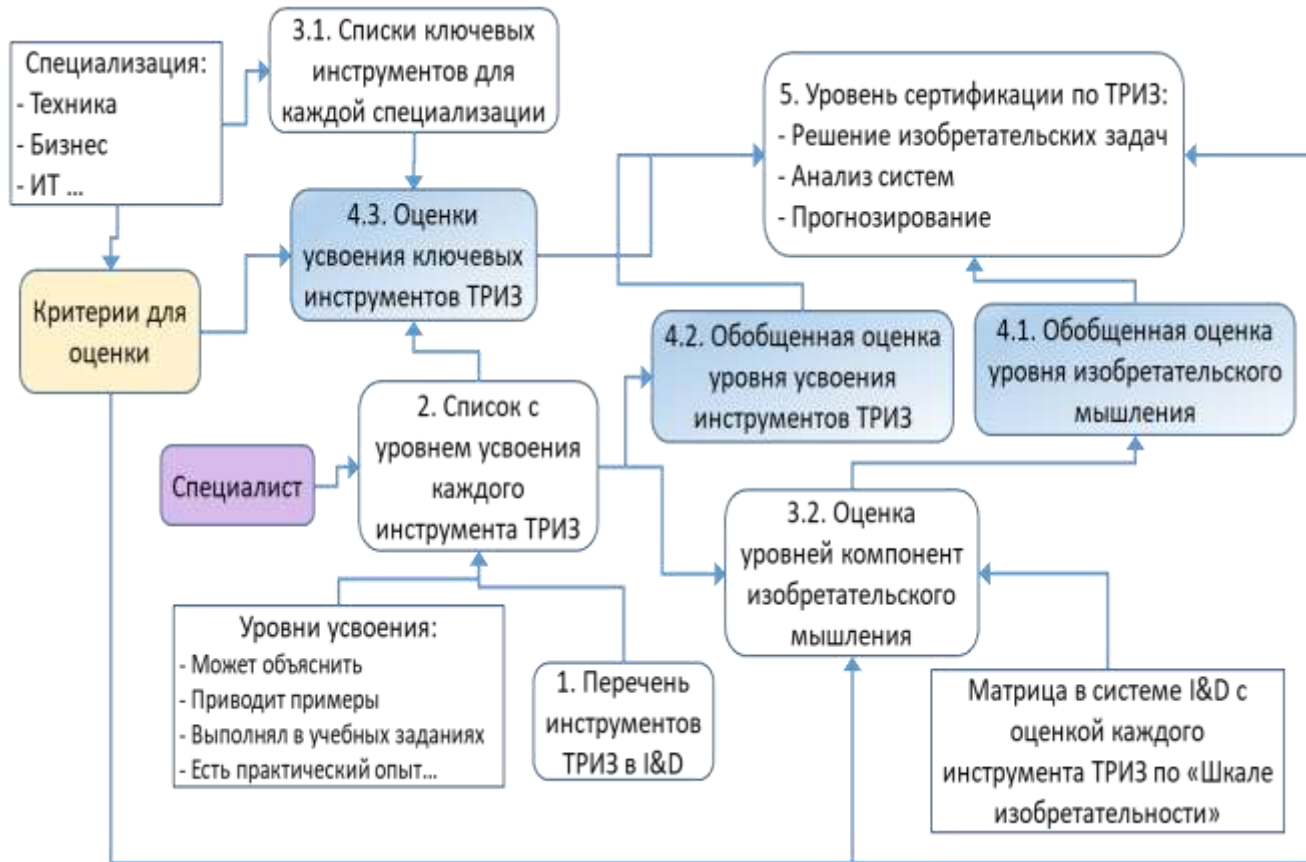 Специализация:
- Техника
- Бизнес
- ИТ ...
3.1. Списки ключевых
инструментов для
каждой специализации
5. Уровень сертификации по ТРИЗ:
- Решение изобретательских задач
- Анализ систем
- Прогнозирование
4.3. Оценки
усвоения ключевых
инструментов ТРИЗ
Критерии для
оценки
4.2. Обобщенная оценка
уровня усвоения
инструментов ТРИЗ
4.1. Обобщенная оценка
уровня изобретательского
мышления
2. Список с
уровнем усвоения
каждого
инструмента ТРИЗ
Специалист
3.2. Оценка
уровней компонент
изобретательского
мышления
Уровни усвоения:
- Может объяснить
- Приводит примеры
- Выполнял в учебных заданиях
- Есть практический опыт...
1. Перечень
инструментов
ТРИЗ в I&D
Матрица в системе I&D с
оценкой каждого
инструмента ТРИЗ по «Шкале
изобретательности»